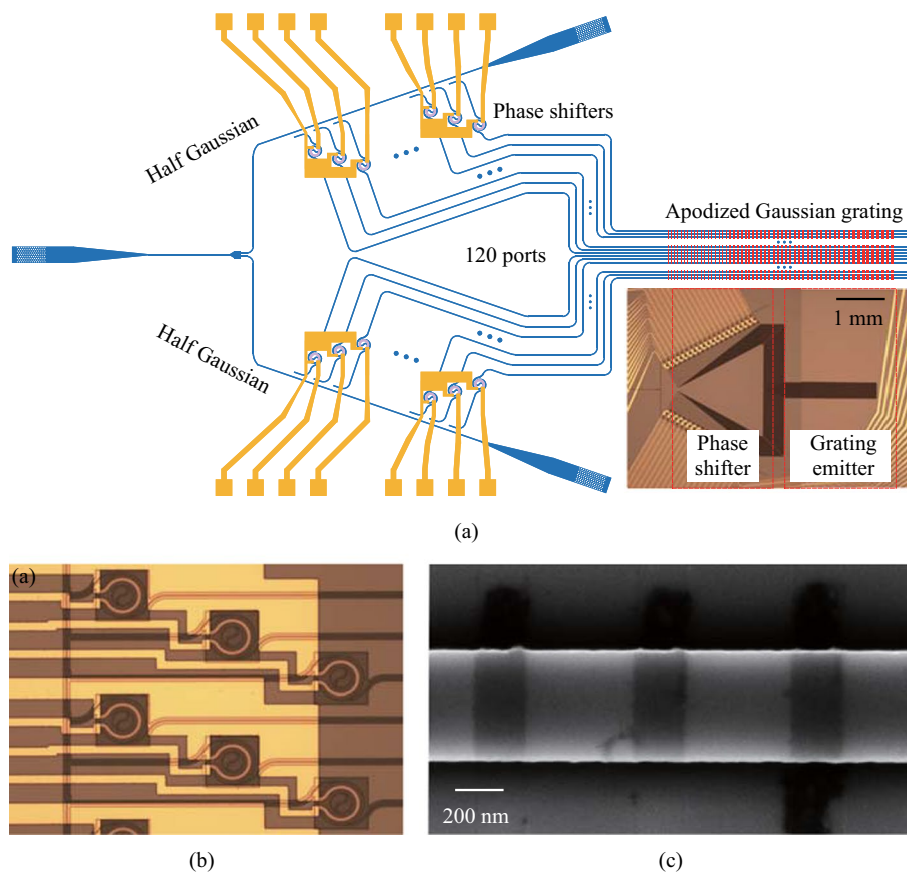 Half Gaussian
Phase shifters
Apodized Gaussian grating
120 ports
Half Gaussian
1 mm
Phase
shifter
Grating
emitter
(a)
(a)
200 nm
(b)
(c)